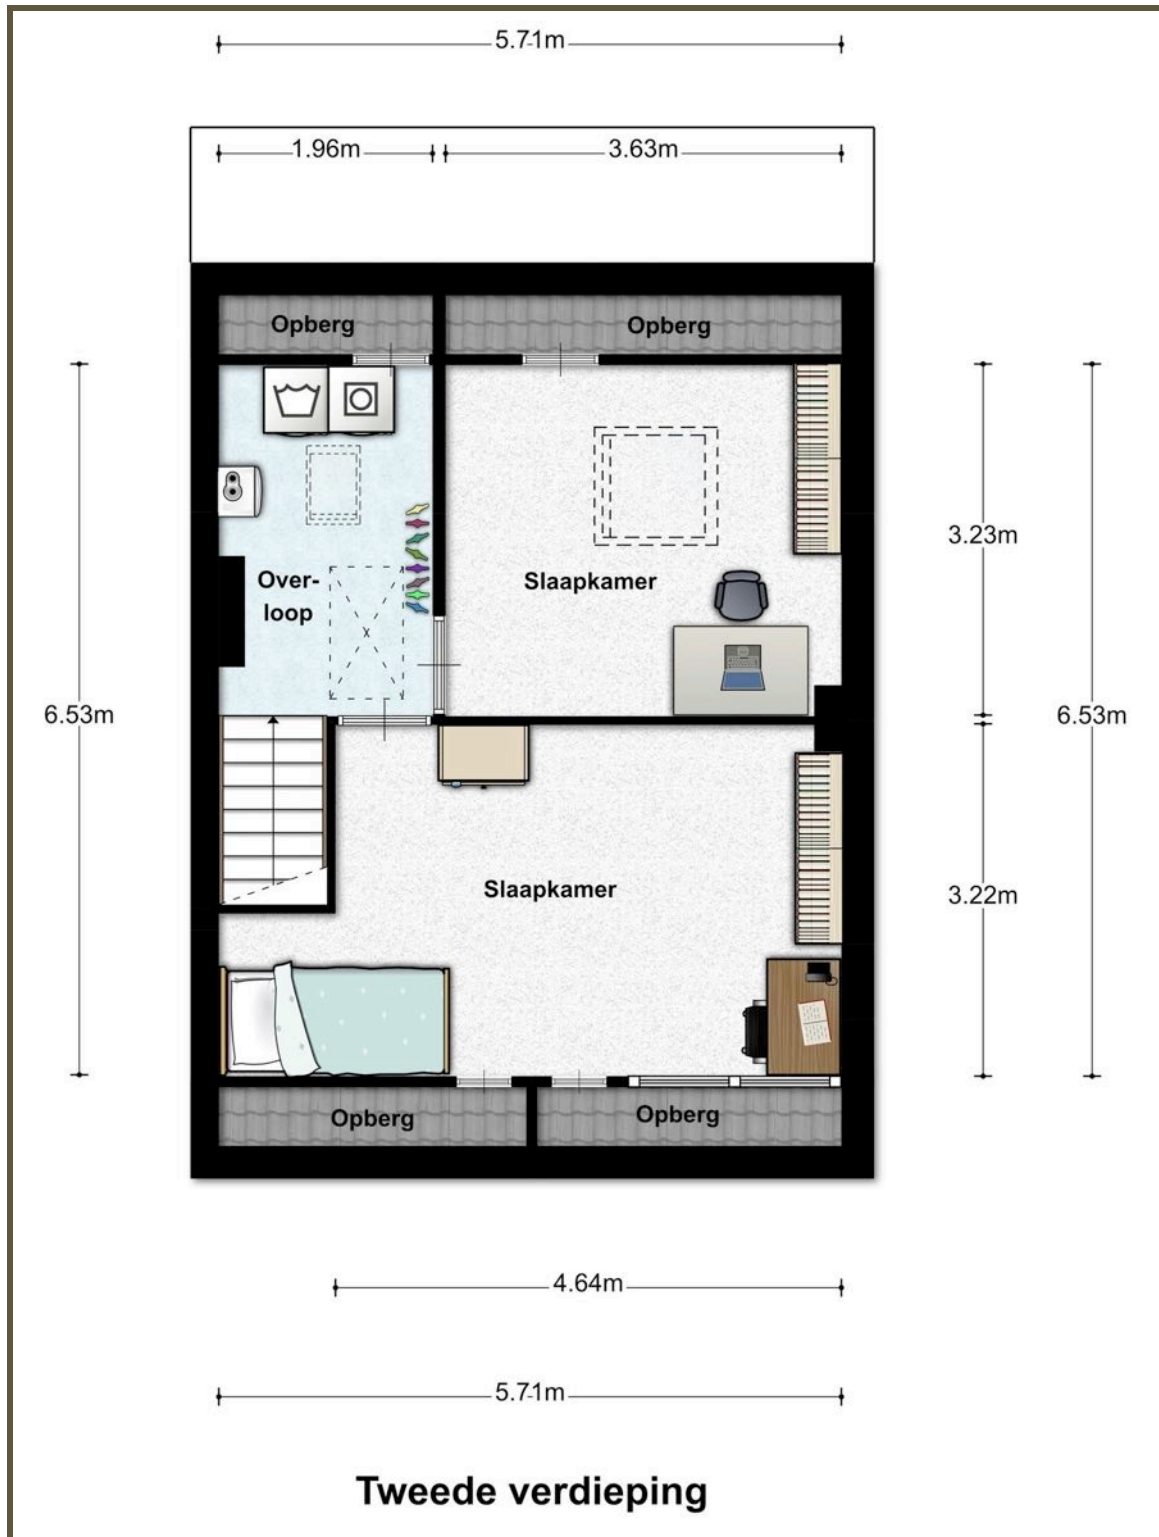 5.71m
1.96m
3.63m
Opberg
Opberg
3.23m
Over-
loop
Slaapkamer
6.53m
6.53m
Slaapkamer
3.22m
Opberg
Opberg
4.64m
5.71m
Tweede verdieping